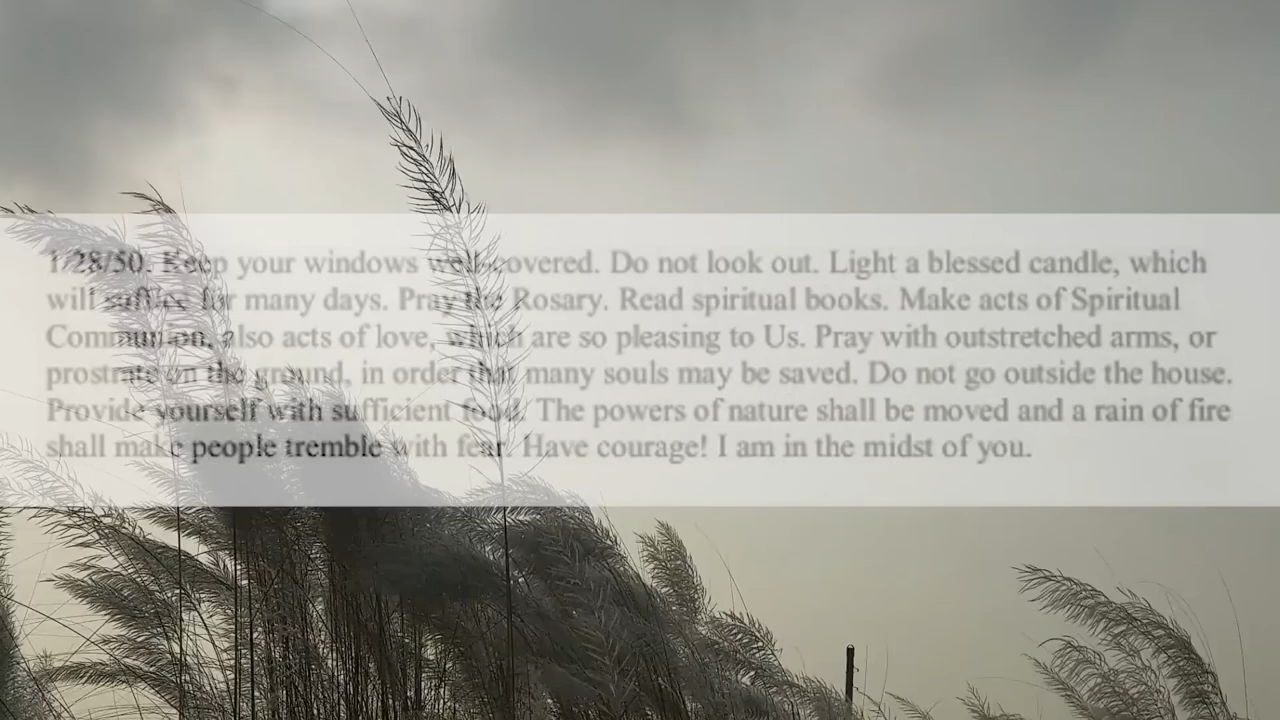 1/28/50. Keep your windows well covered. Do not look out. Light a blessed candle, which
will suffice for many days. Pray the Rosary. Read spiritual books. Make acts of Spiritual
Communion, also acts of love, which are so pleasing to Us. Pray with outstretched arms, or
prostrate on the ground, in order that many souls may be saved. Do not go outside the house.
Provide yourself with sufficient food. The powers of nature shall be moved and a rain of fire
shall make people tremble with fear. Have courage! I am in the midst of you.